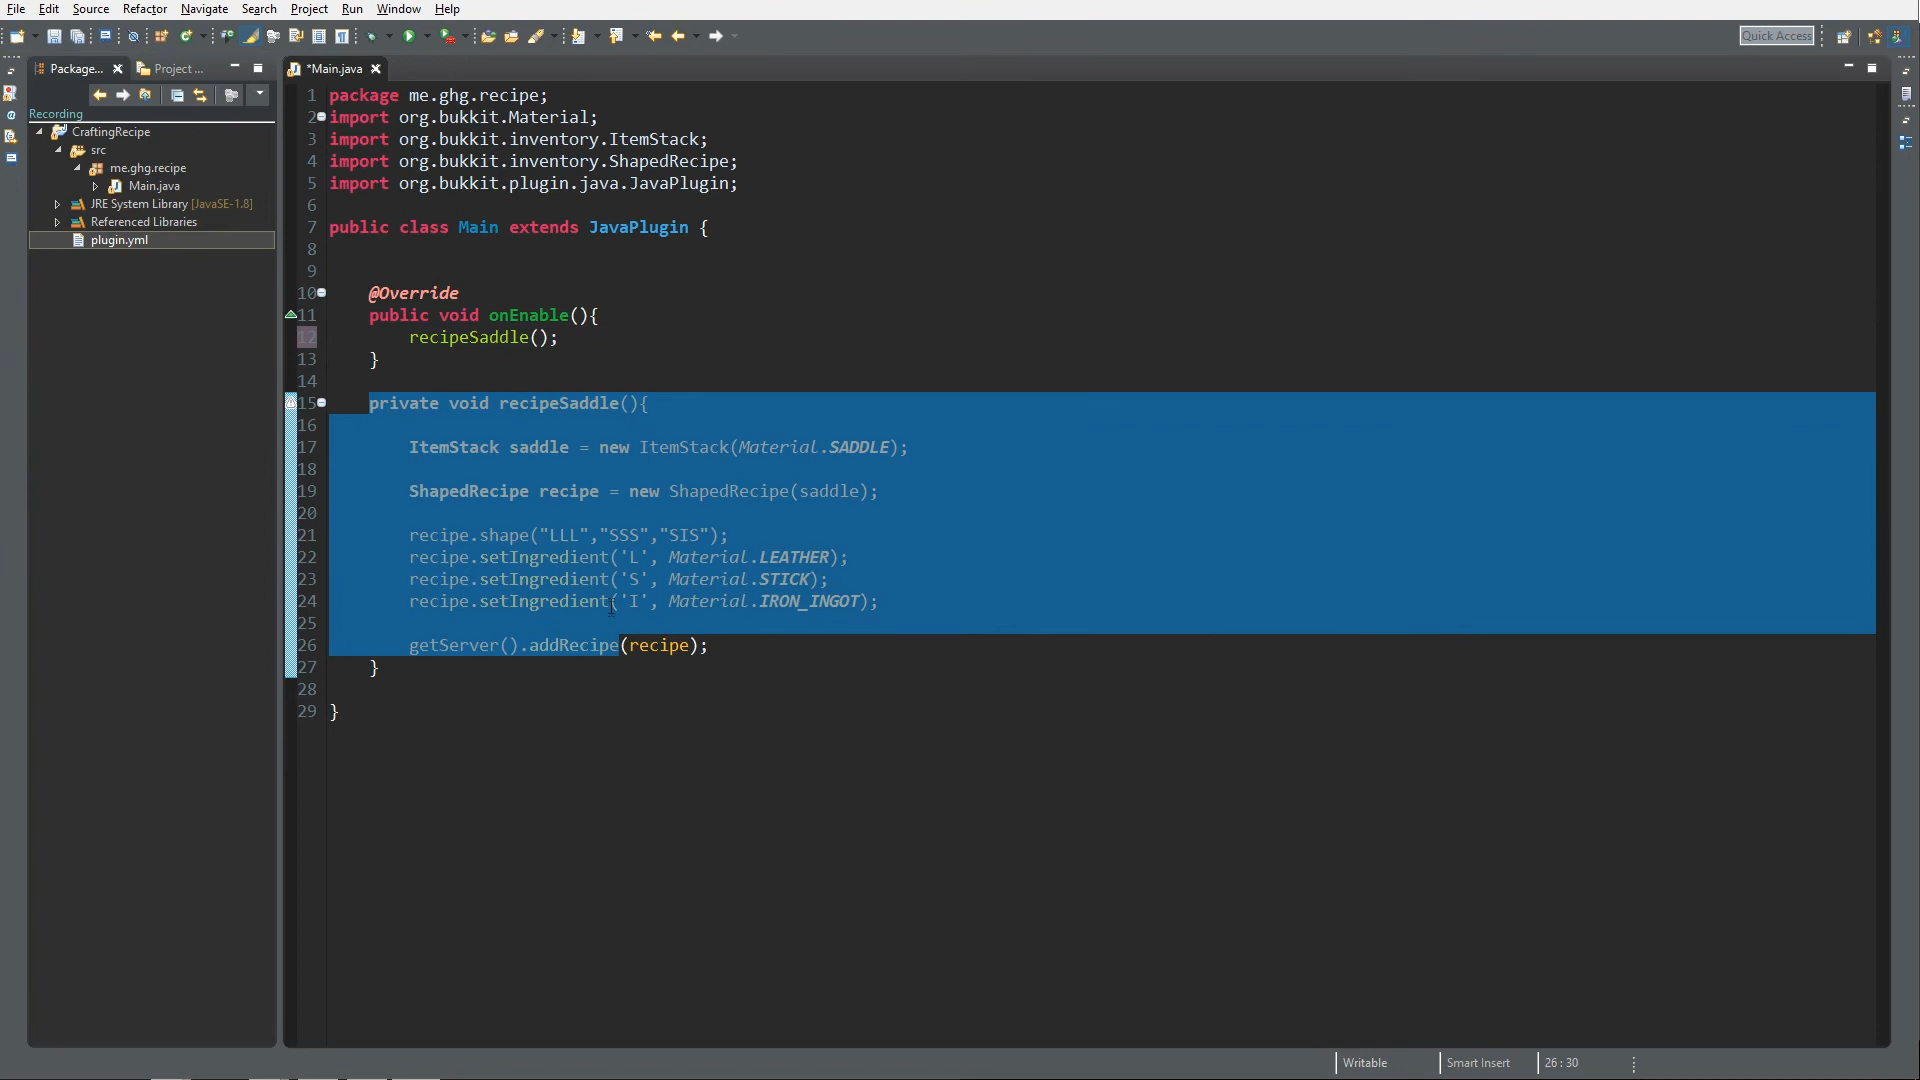 File Edit Source Refactor Navigate Search Project Run Window Help
Quick Access
Package...
Project ...
*Main.java
Recording
CraftingRecipe
src
me.ghg.recipe
Main.java
JRE System Library [JavaSE-1.8]
Referenced Libraries
plugin.yml
1 package me.ghg.recipe;
2 import org.bukkit.Material;
3 import org.bukkit.inventory.ItemStack;
4 import org.bukkit.inventory.ShapedRecipe;
5 import org.bukkit.plugin.java.JavaPlugin;
6
7 public class Main extends JavaPlugin {
8
9
10 @Override
11 public void onEnable(){
12 recipeSaddle();
13 }
14
15 private void recipeSaddle(){
16
17 ItemStack saddle = new ItemStack(Material.SADDLE);
18
19 ShapedRecipe recipe = new ShapedRecipe(saddle);
20
21 recipe.shape("LLL","SSS","SIS");
22 recipe.setIngredient('L', Material.LEATHER);
23 recipe.setIngredient('S', Material.STICK);
24 recipe.setIngredient('I', Material.IRON_INGOT);
25
26 getServer().addRecipe(recipe);
27 }
28
29 }
Writable
Smart Insert
26 : 30